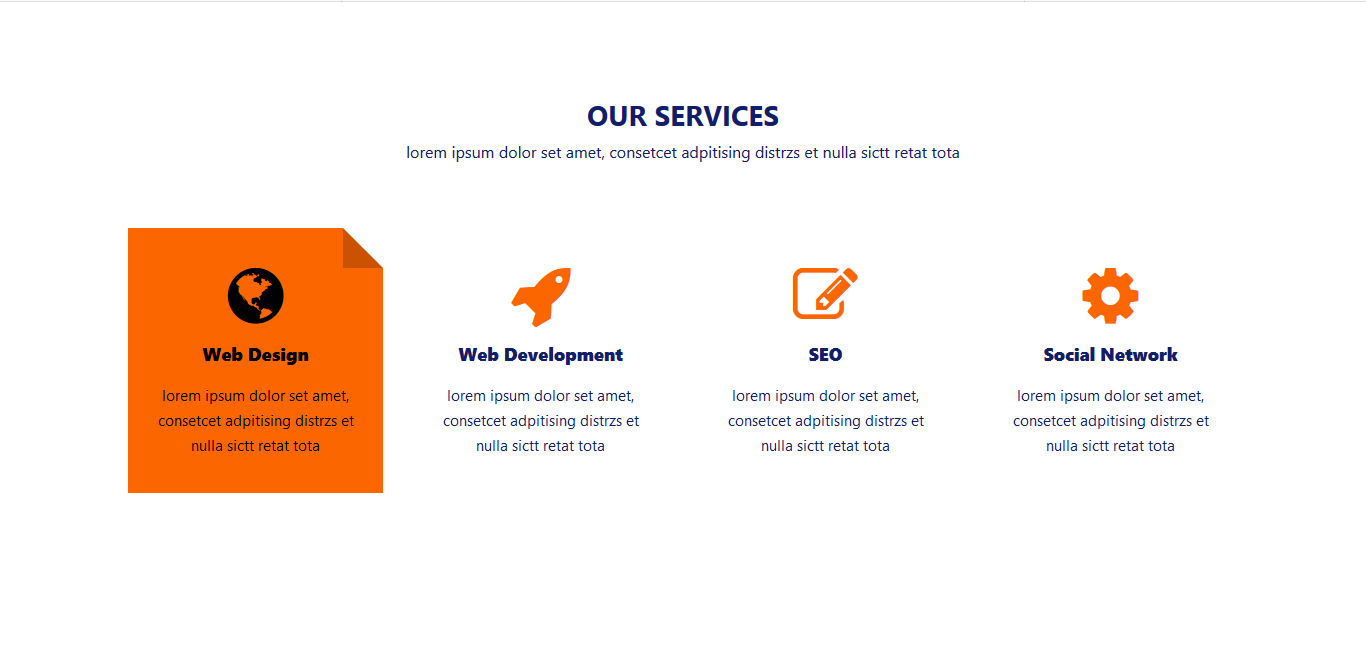 OUR SERVICES
lorem ipsum dolor set amet, consetcet adpitising distrzs et nulla sictt retat tota
Web Design
lorem ipsum dolor set amet,
consetcet adpitising distrzs et
nulla sictt retat tota
Web Development
lorem ipsum dolor set amet,
consetcet adpitising distrzs et
nulla sictt retat tota
SEO
lorem ipsum dolor set amet,
consetcet adpitising distrzs et
nulla sictt retat tota
Social Network
lorem ipsum dolor set amet,
consetcet adpitising distrzs et
nulla sictt retat tota